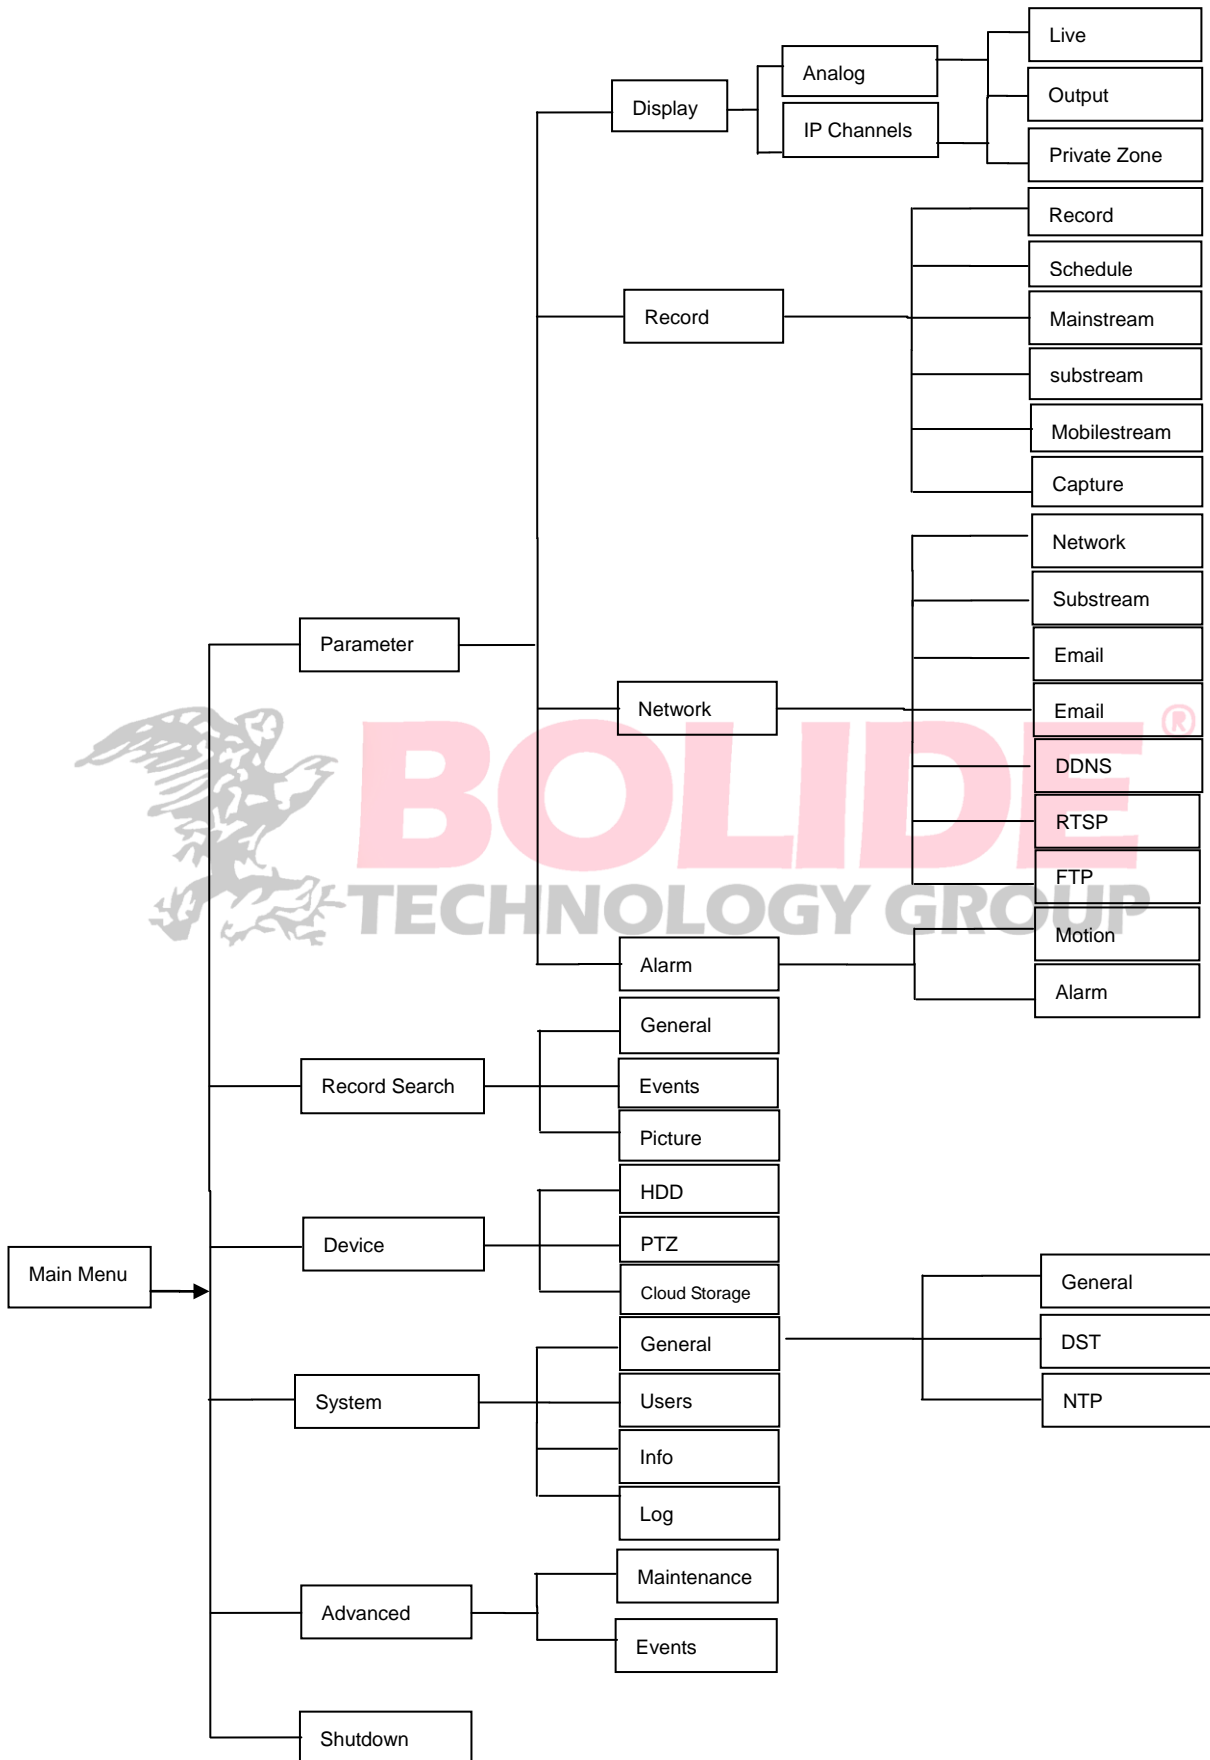 Live
Analog
Output
Display
IP Channels
Private Zone
Record
Schedule
Record
Mainstream
substream
Mobilestream
Capture
Network
Substream
Parameter
Email
Network
Email
BOLIDE®
DDNS
RTSP
FTP
TECHNOLOGY GROUP
Motion
Alarm
Alarm
General
Record Search
Events
Picture
HDD
Device
PTZ
Main Menu
Cloud Storage
General
General
DST
System
Users
NTP
Info
Log
Maintenance
Advanced
Events
Shutdown